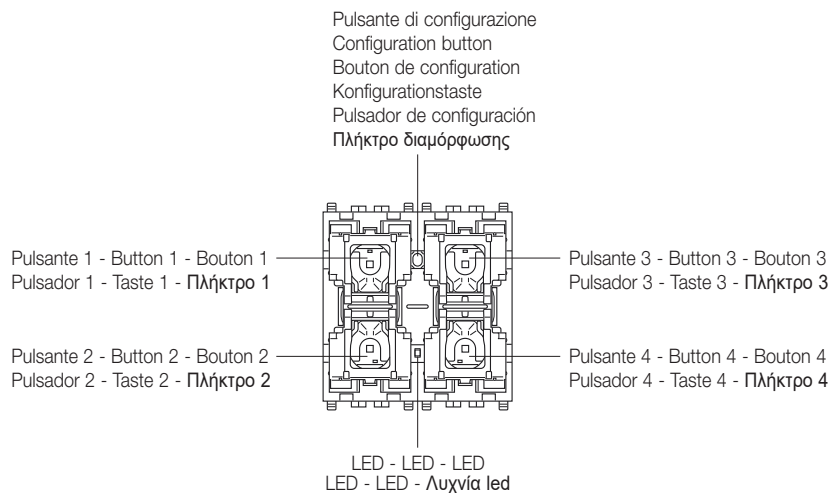 Pulsante di configurazione
Configuration button
Bouton de configuration
Konfigurationstaste
Pulsador de configuración
Πλήκτρο διαμόρφωσης
Pulsante 1 - Button 1 - Bouton 1
Pulsador 1 - Taste 1 - Πλήκτρο 1
Pulsante 3 - Button 3 - Bouton 3
Pulsador 3 - Taste 3 - Πλήκτρο 3
Pulsante 2 - Button 2 - Bouton 2
Pulsador 2 - Taste 2 - Πλήκτρο 2
Pulsante 4 - Button 4 - Bouton 4
Pulsador 4 - Taste 4 - Πλήκτρο 4
LED - LED - LED
LED - LED - Λυχνία led